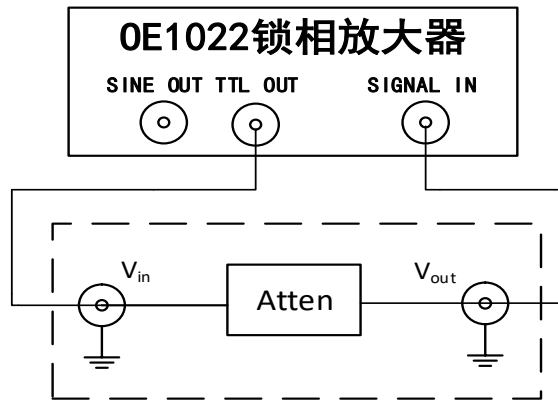 OE1022锁相放大器
SINE OUT TTL OUT SIGNAL IN
Vin Vout
Atten